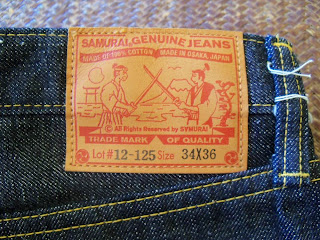 SAMURAI,GENUINE JEANS
MADE OF 100% COTTON MADE IN OSAKA, JAPAN
© All Rights Reserved by SAMURAI
TRADE MARK OF QUALITY
Lot# 12-125 Size 34X36